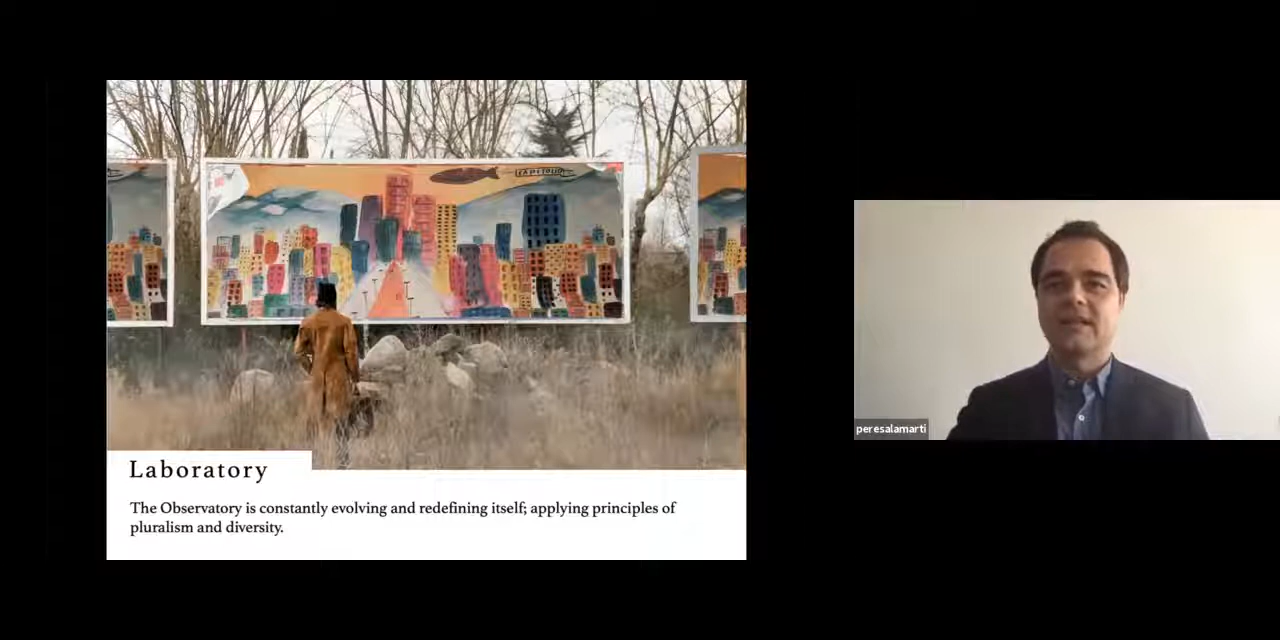 Laboratory
The Observatory is constantly evolving and redefining itself; applying principles of
pluralism and diversity.
peresalamarti